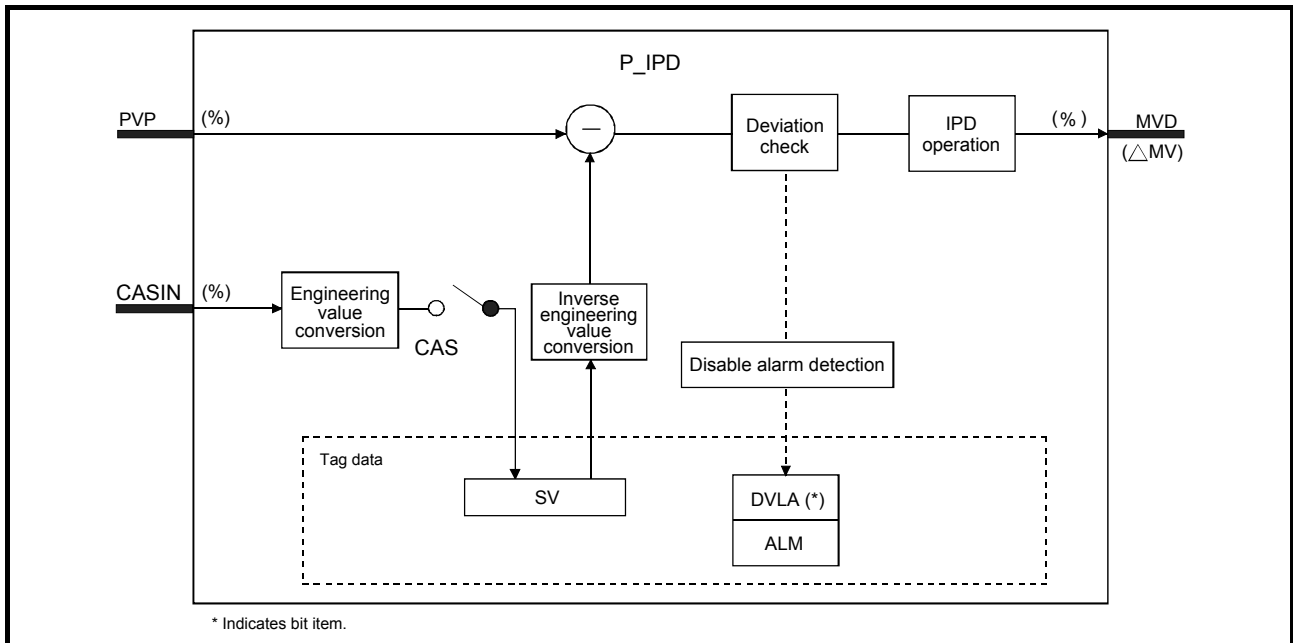 P_IPD
PVP
(%)
—
Deviation
check
IPD
operation
(%)
MVD
(△MV)
CASIN
(%)
Engineering
value
conversion
CAS
Inverse
engineering
value
conversion
Disable alarm detection
Tag data
SV
DVLA (*)
ALM
* Indicates bit item.